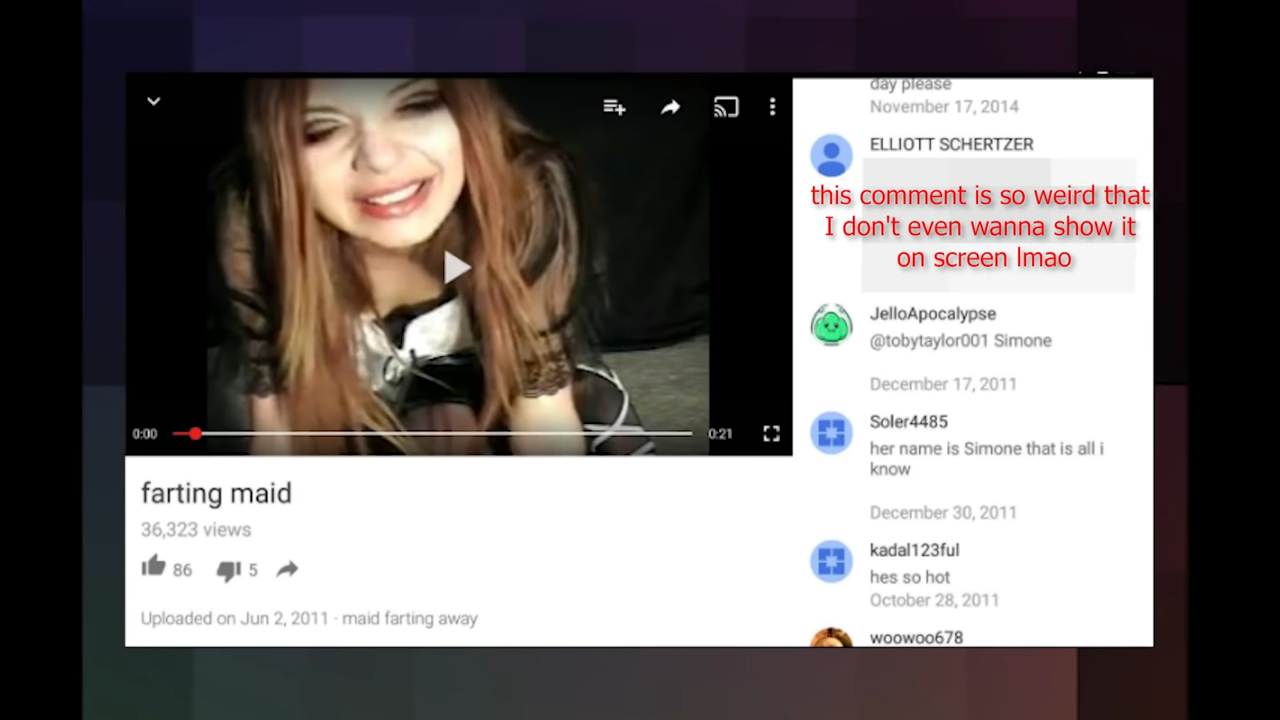 0:00
0:21
farting maid
36,323 views
86
5
Uploaded on Jun 2, 2011 · maid farting away
day please
November 17, 2014
ELLIOTT SCHERTZER
this comment is so weird that
I don't even wanna show it
on screen lmao
JelloApocalypse
@tobytaylor001 Simone
December 17, 2011
Soler4485
her name is Simone that is all i
know
December 30, 2011
kadal123ful
hes so hot
October 28, 2011
woowoo678